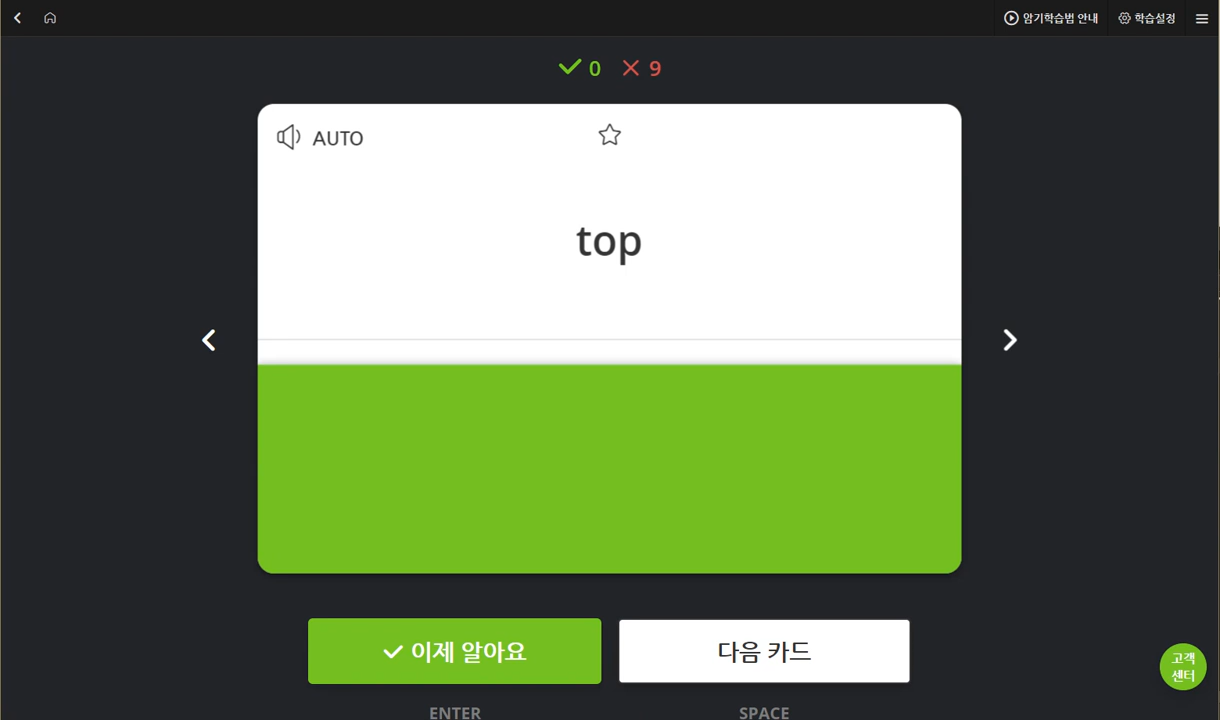 암기학습법 안내 학습설정
0 9
AUTO
top
이제 알아요 다음 카드
ENTER SPACE
고객
센터